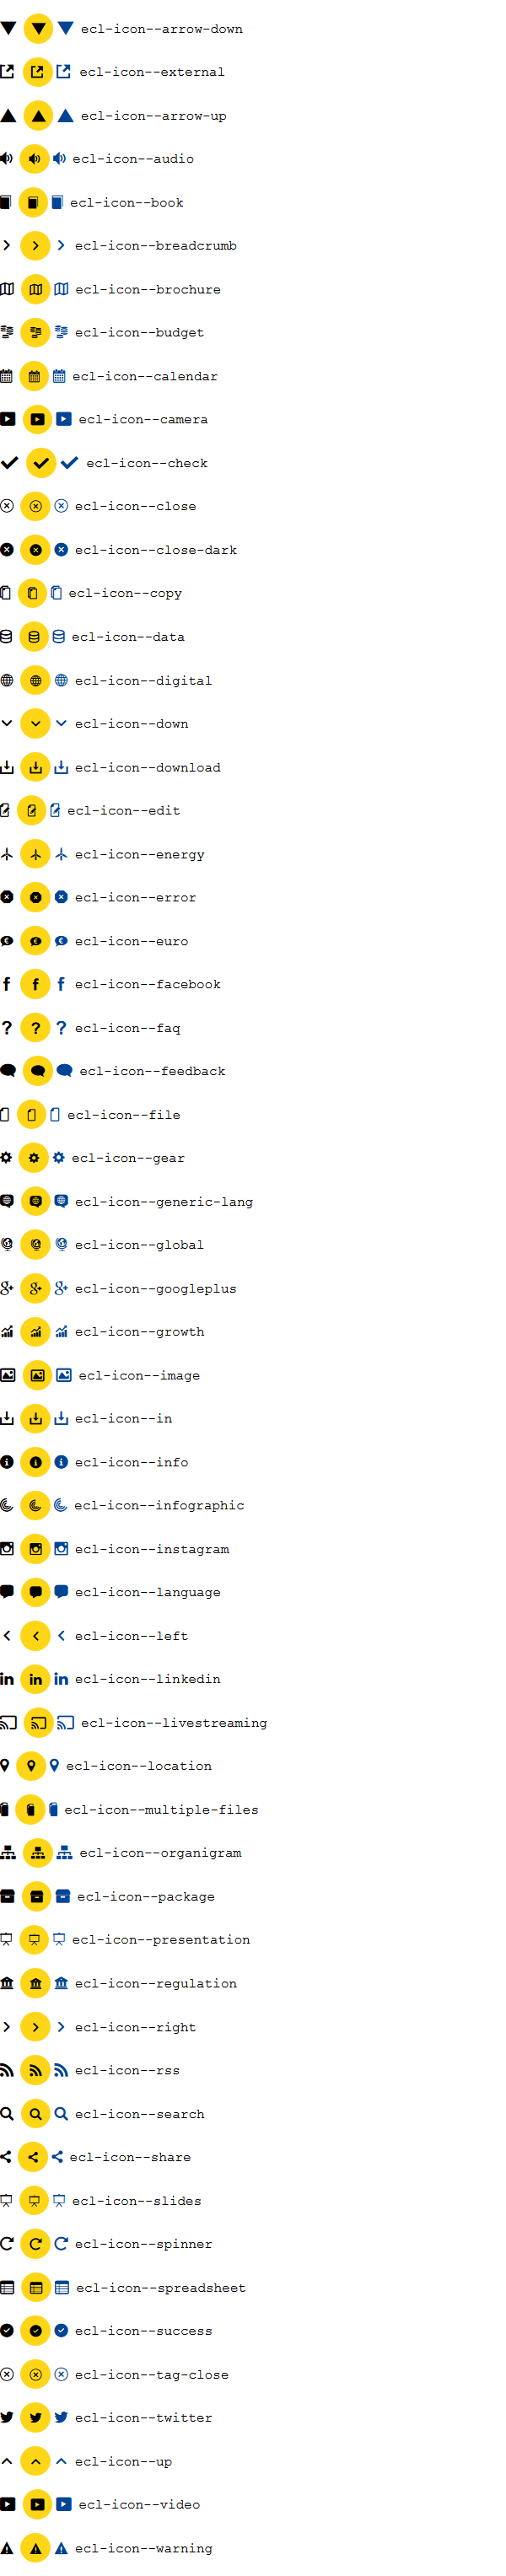 ecl-icon--arrow-down
ecl-icon--external
ecl-icon--arrow-up
ecl-icon--audio
ecl-icon--book
ecl-icon--breadcrumb
ecl-icon--brochure
ecl-icon--budget
ecl-icon--calendar
ecl-icon--camera
ecl-icon--check
ecl-icon--close
ecl-icon--close-dark
ecl-icon--copy
ecl-icon--data
ecl-icon--digital
ecl-icon--down
ecl-icon--download
ecl-icon--edit
ecl-icon--energy
ecl-icon--error
ecl-icon--euro
ecl-icon--facebook
ecl-icon--faq
ecl-icon--feedback
ecl-icon--file
ecl-icon--gear
ecl-icon--generic-lang
ecl-icon--global
ecl-icon--googleplus
ecl-icon--growth
ecl-icon--image
ecl-icon--in
ecl-icon--info
ecl-icon--infographic
ecl-icon--instagram
ecl-icon--language
ecl-icon--left
ecl-icon--linkedin
ecl-icon--livestreaming
ecl-icon--location
ecl-icon--multiple-files
ecl-icon--organigram
ecl-icon--package
ecl-icon--presentation
ecl-icon--regulation
ecl-icon--right
ecl-icon--rss
ecl-icon--search
ecl-icon--share
ecl-icon--slides
ecl-icon--spinner
ecl-icon--spreadsheet
ecl-icon--success
ecl-icon--tag-close
ecl-icon--twitter
ecl-icon--up
ecl-icon--video
ecl-icon--warning